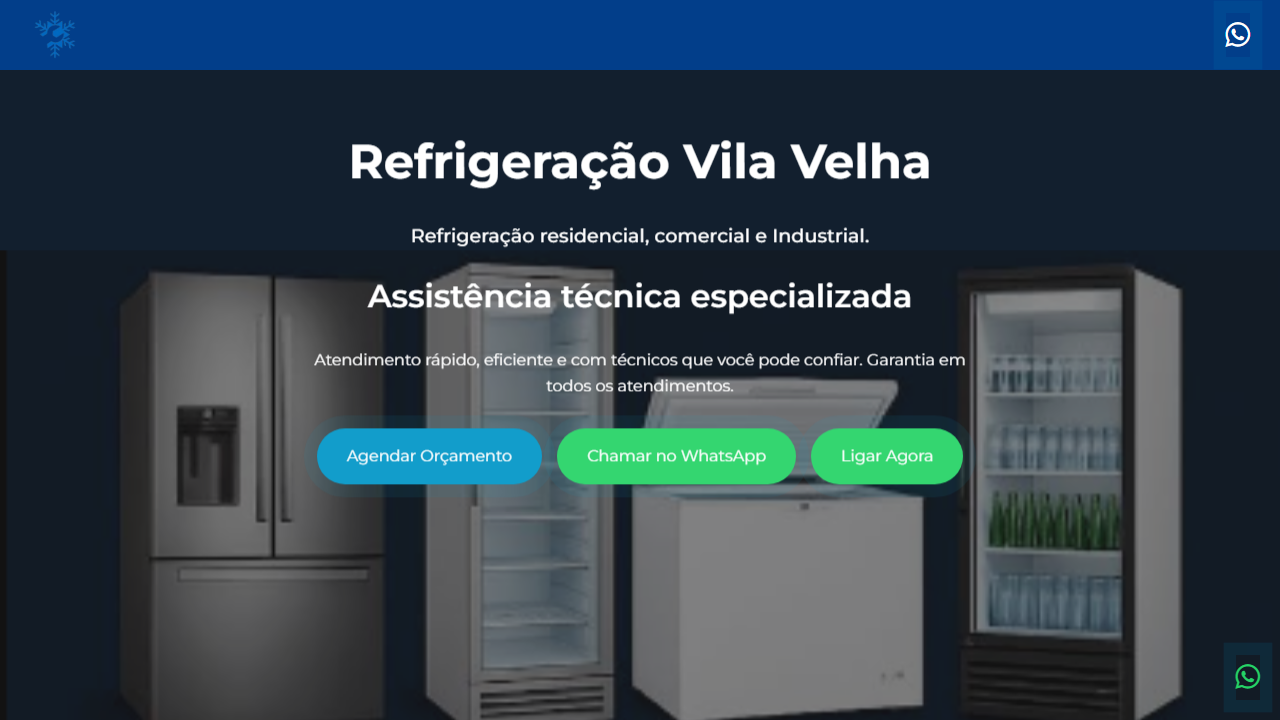 Refrigeração Vila Velha
Refrigeração residencial, comercial e Industrial.
Assistência técnica especializada
Atendimento rápido, eficiente e com técnicos que você pode confiar. Garantia em
todos os atendimentos.
Agendar Orçamento
Chamar no WhatsApp
Ligar Agora